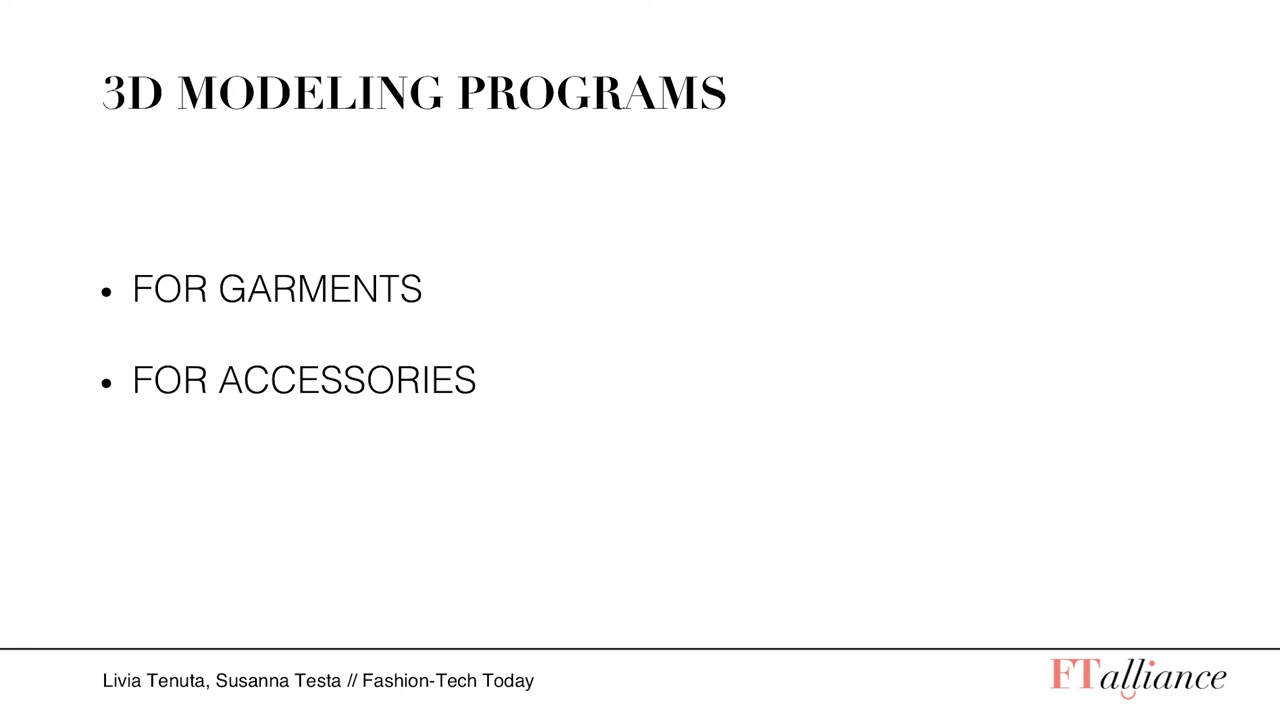 3D MODELING PROGRAMS
• FOR GARMENTS
• FOR ACCESSORIES
Livia Tenuta, Susanna Testa // Fashion-Tech Today
FTalliance